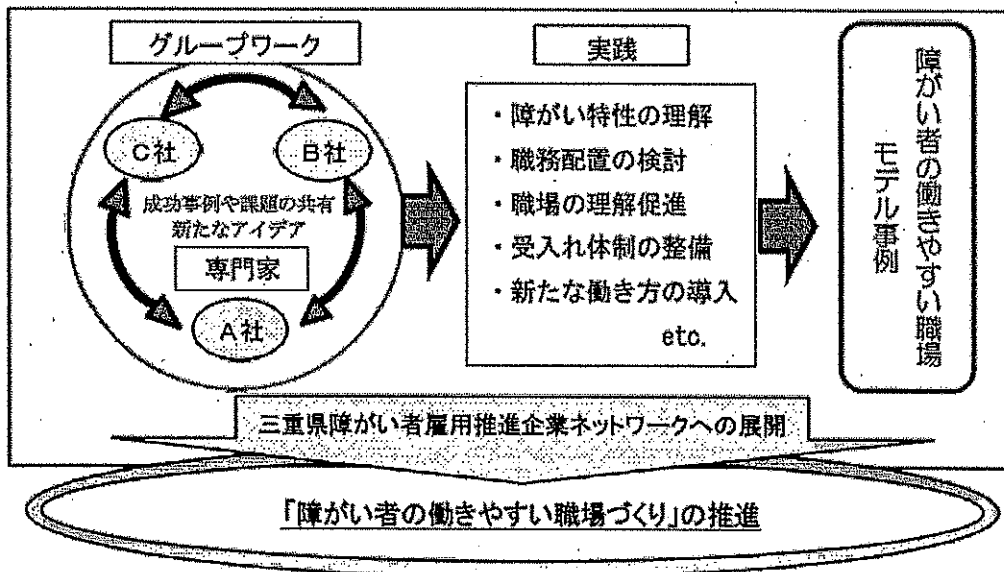 グループワーク
C社
B社
成功事例や課題の共有
新たなアイデア
専門家
A社
実践
・障がい特性の理解
・職務配置の検討
・職場の理解促進
・受入れ体制の整備
・新たな働き方の導入
etc.
障がい者の働きやすい職場
モデル事例
三重県障がい者雇用推進企業ネットワークへの展開
「障がい者の働きやすい職場づくり」の推進